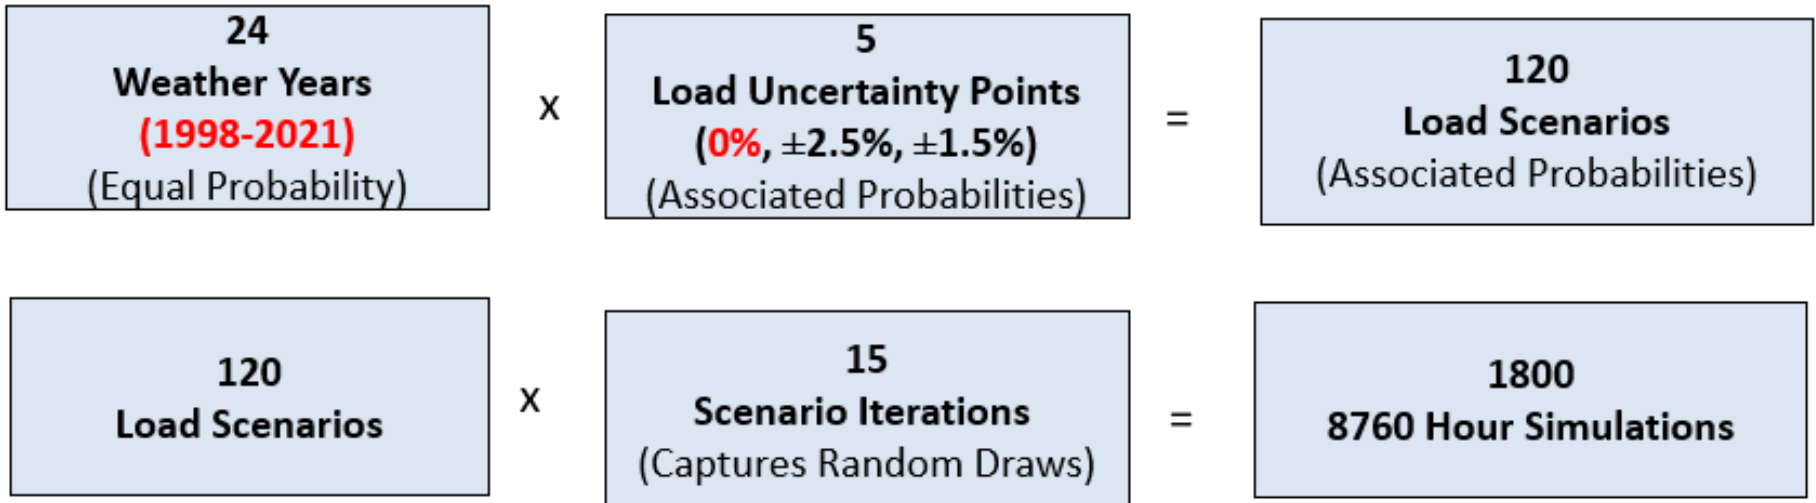 24
Weather Years
(1998-2021)
(Equal Probability)
x
5
Load Uncertainty Points
(0%, ±2.5%, ±1.5%)
(Associated Probabilities)
=
120
Load Scenarios
(Associated Probabilities)
120
Load Scenarios
x
15
Scenario Iterations
(Captures Random Draws)
=
1800
8760 Hour Simulations